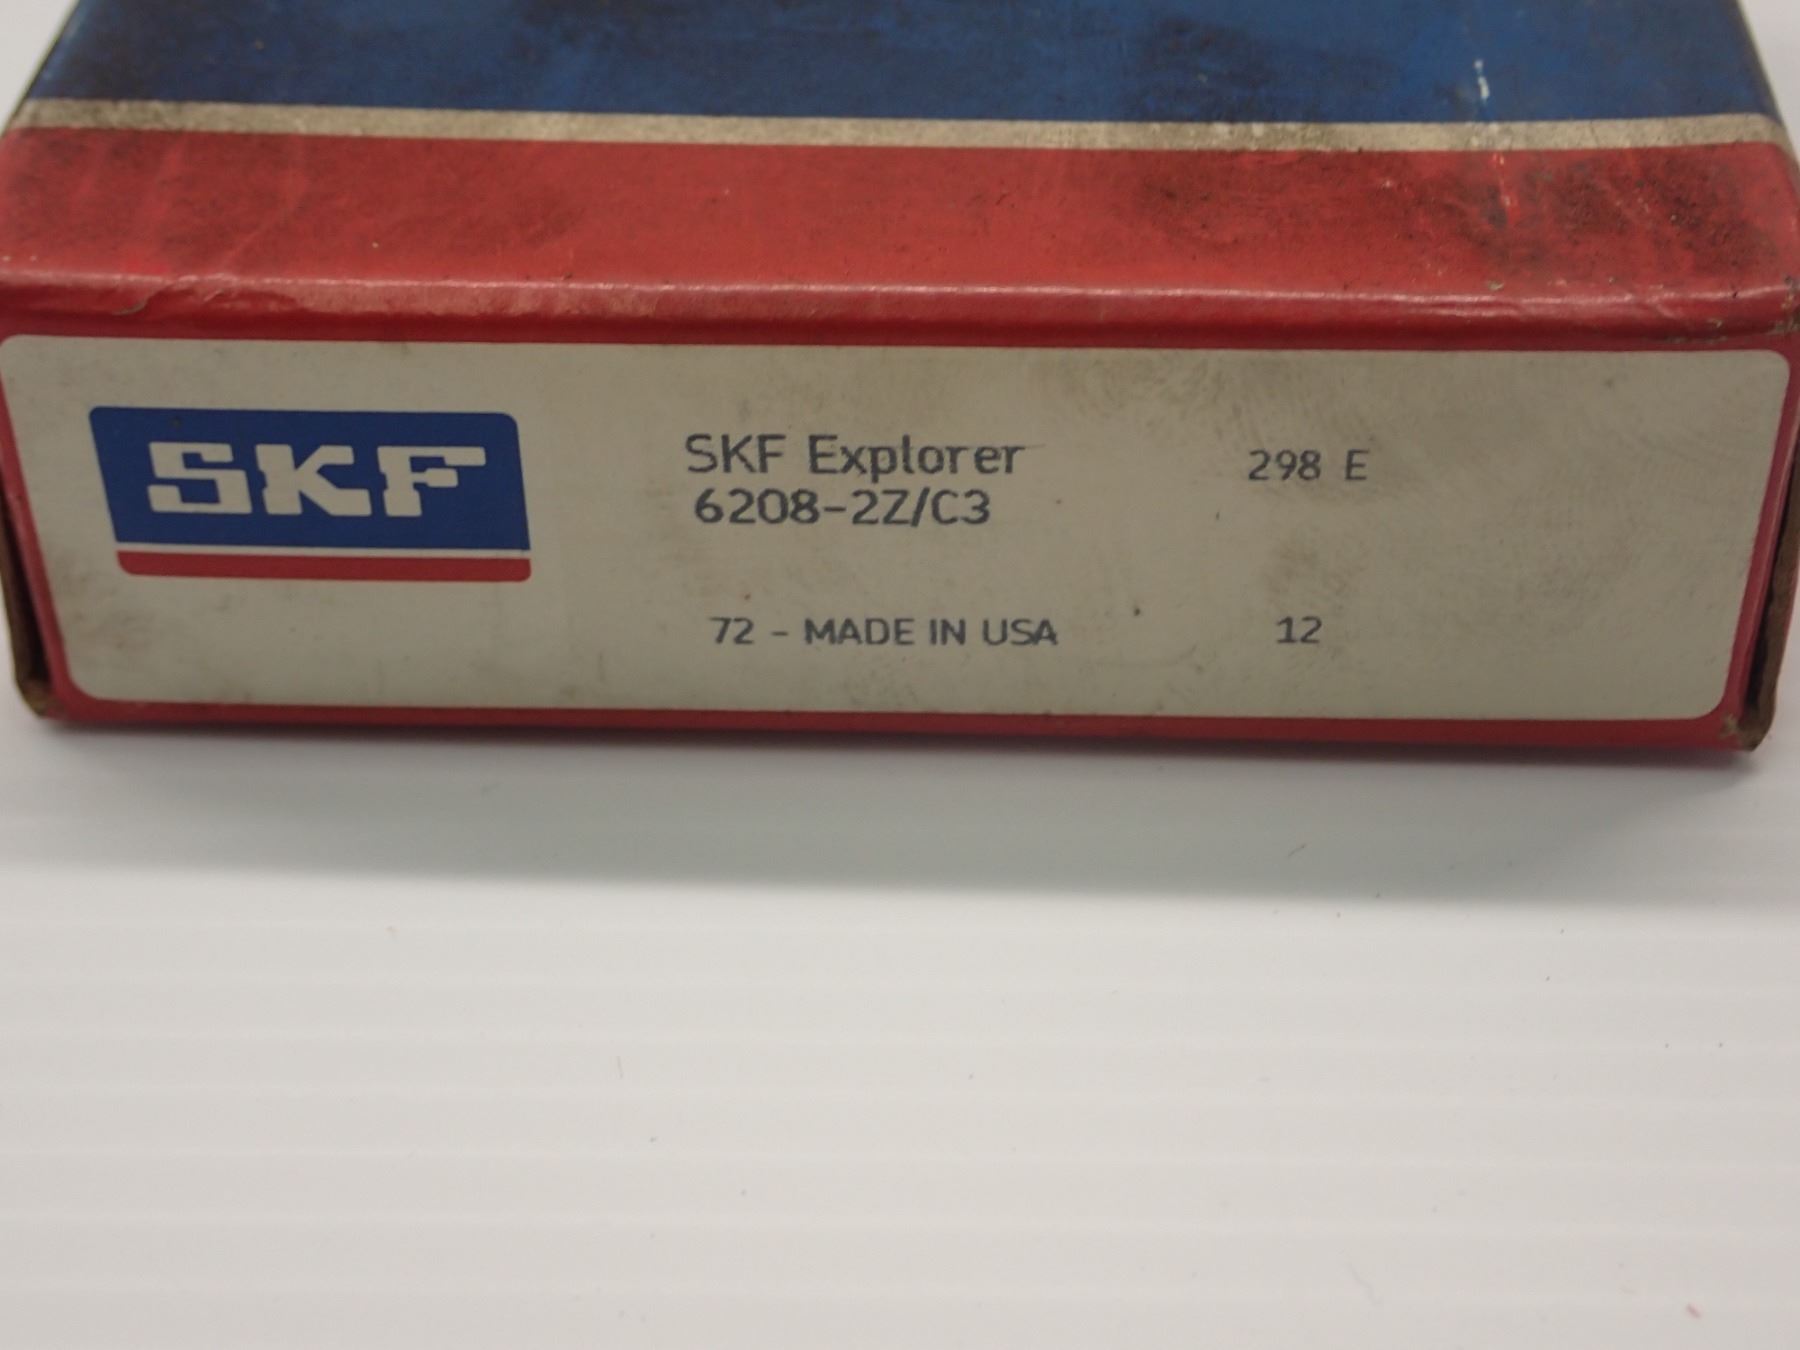 SKF
SKF Explorer
6208-2Z/C3
298 E
72 - MADE IN USA
12